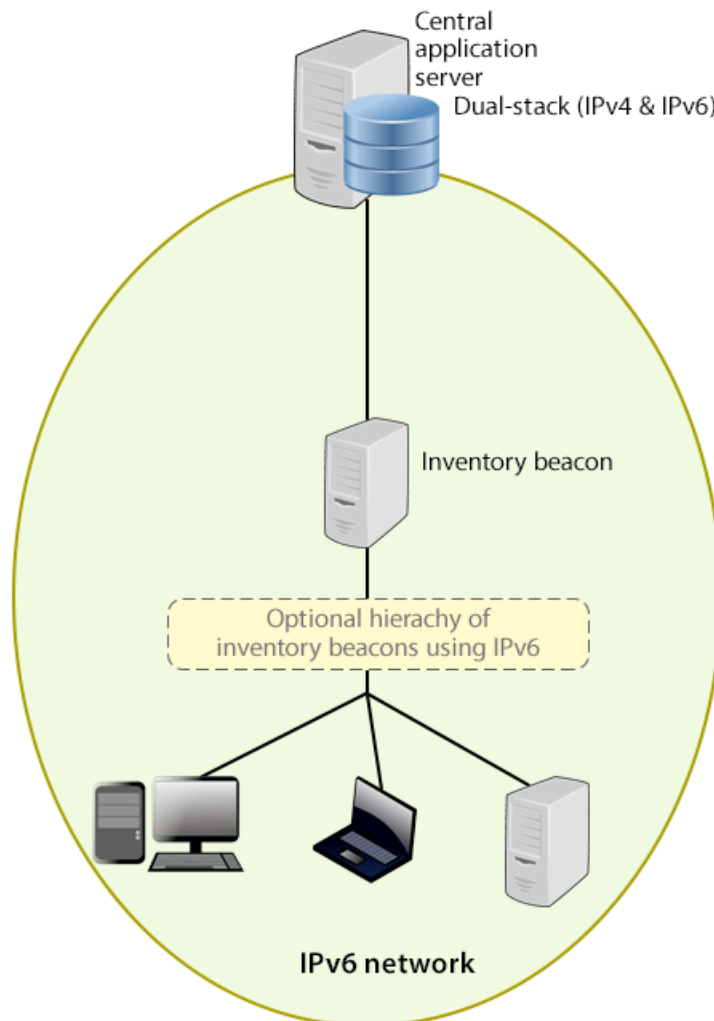 Central
application
server
Dual-stack (IPv4 & IPv6)
Inventory beacon
Optional hierachy of
inventory beacons using IPv6
IPv6 network